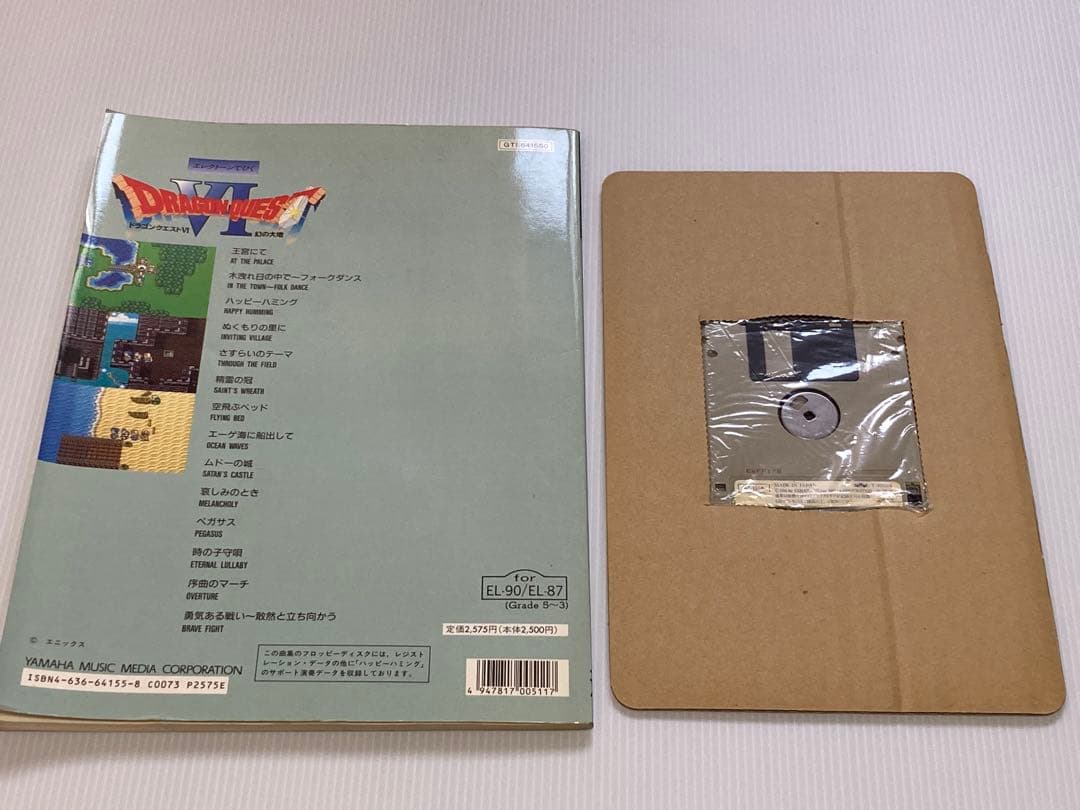 GTE641550
エレクトーンでひく
DRAGON QUEST
VI
ドラゴンクエストVI 幻の大地
王宮にて
AT THE PALACE
木洩れ日の中で〜フォークダンス
IN THE TOWN〜FOLK DANCE
ハッピーハミング
HAPPY HUMMING
ぬくもりの里に
INVITING VILLAGE
さすらいのテーマ
THROUGH THE FIELD
精霊の冠
SAINT'S WREATH
空飛ぶベッド
FLYING BED
エーゲ海に船出して
OCEAN WAVES
ムドーの城
SATAN'S CASTLE
哀しみのとき
MELANCHOLY
ペガサス
PEGASUS
時の子守唄
ETERNAL LULLABY
序曲のマーチ
OVERTURE
勇気ある戦い〜敢然と立ち向かう
BRAVE FIGHT
for
EL-90/EL-87
(Grade 5〜3)
定価2,575円(本体2,500円)
© エニックス
YAMAHA MUSIC MEDIA CORPORATION
ISBN4-636-64155-8 C0073 P2575E
この曲集のフロッピーディスクには、レジスト
レーション・データの他に「ハッピーハミング」
のサポート演奏データを収録しております。
4 947817 005117
MADE IN JAPAN